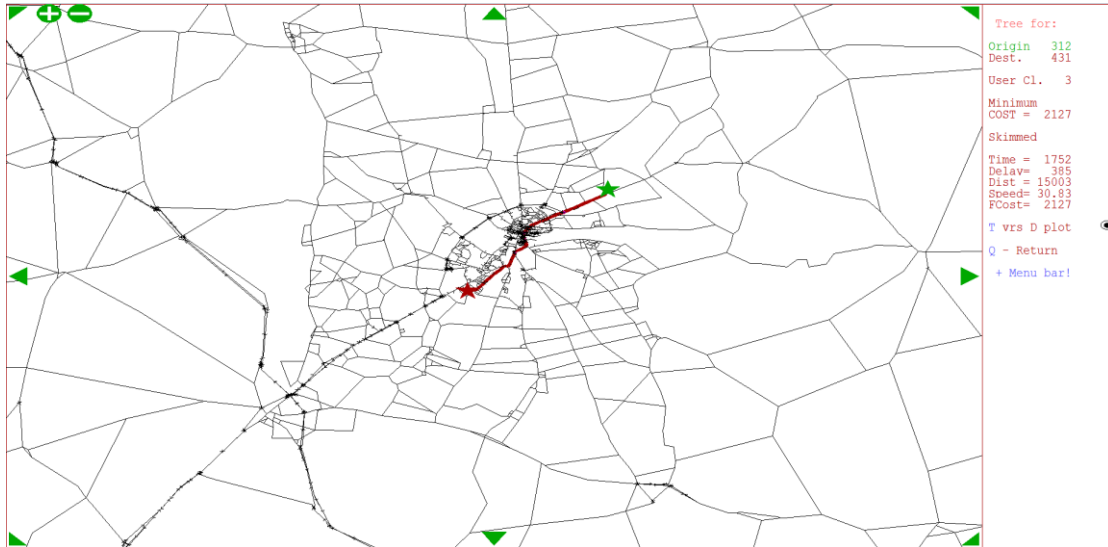 Tree for:
Origin 312
Dest. 431
User Cl. 3
Minimum
COST = 2127
Skimmed
Time = 1752
Delay= 385
Dist = 15003
Speed= 30.83
FCost= 2127
T vrs D plot
Q - Return
+ Menu bar!